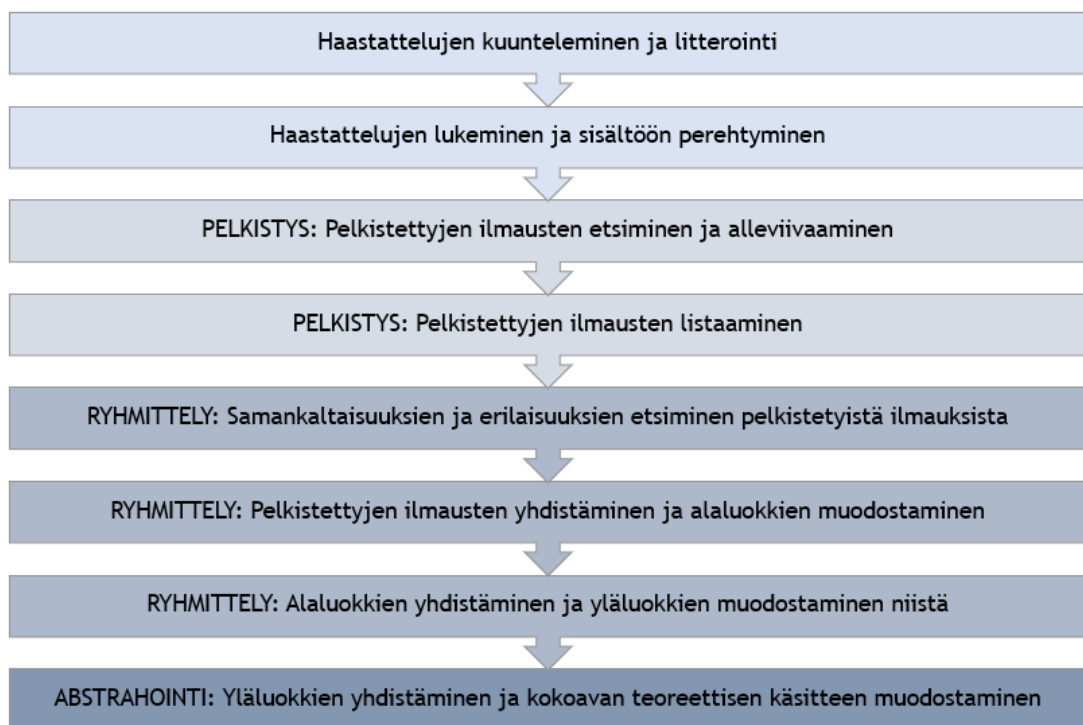 Haastattelujen kuunteleminen ja litterointi
Haastattelujen lukeminen ja sisältöön perehtyminen
PELKISTYS: Pelkistettyjen ilmausten etsiminen ja alleviivaaminen
PELKISTYS: Pelkistettyjen ilmausten listaaminen
RYHMITTELY: Samankaltaisuuksien ja erilaisuuksien etsiminen pelkistetyistä ilmauksista
RYHMITTELY: Pelkistettyjen ilmausten yhdistäminen ja alaluokkien muodostaminen
RYHMITTELY: Alaluokkien yhdistäminen ja yläluokkien muodostaminen niistä
ABSTRAHOINTI: Yläluokkien yhdistäminen ja kokoavan teoreettisen käsitteen muodostaminen